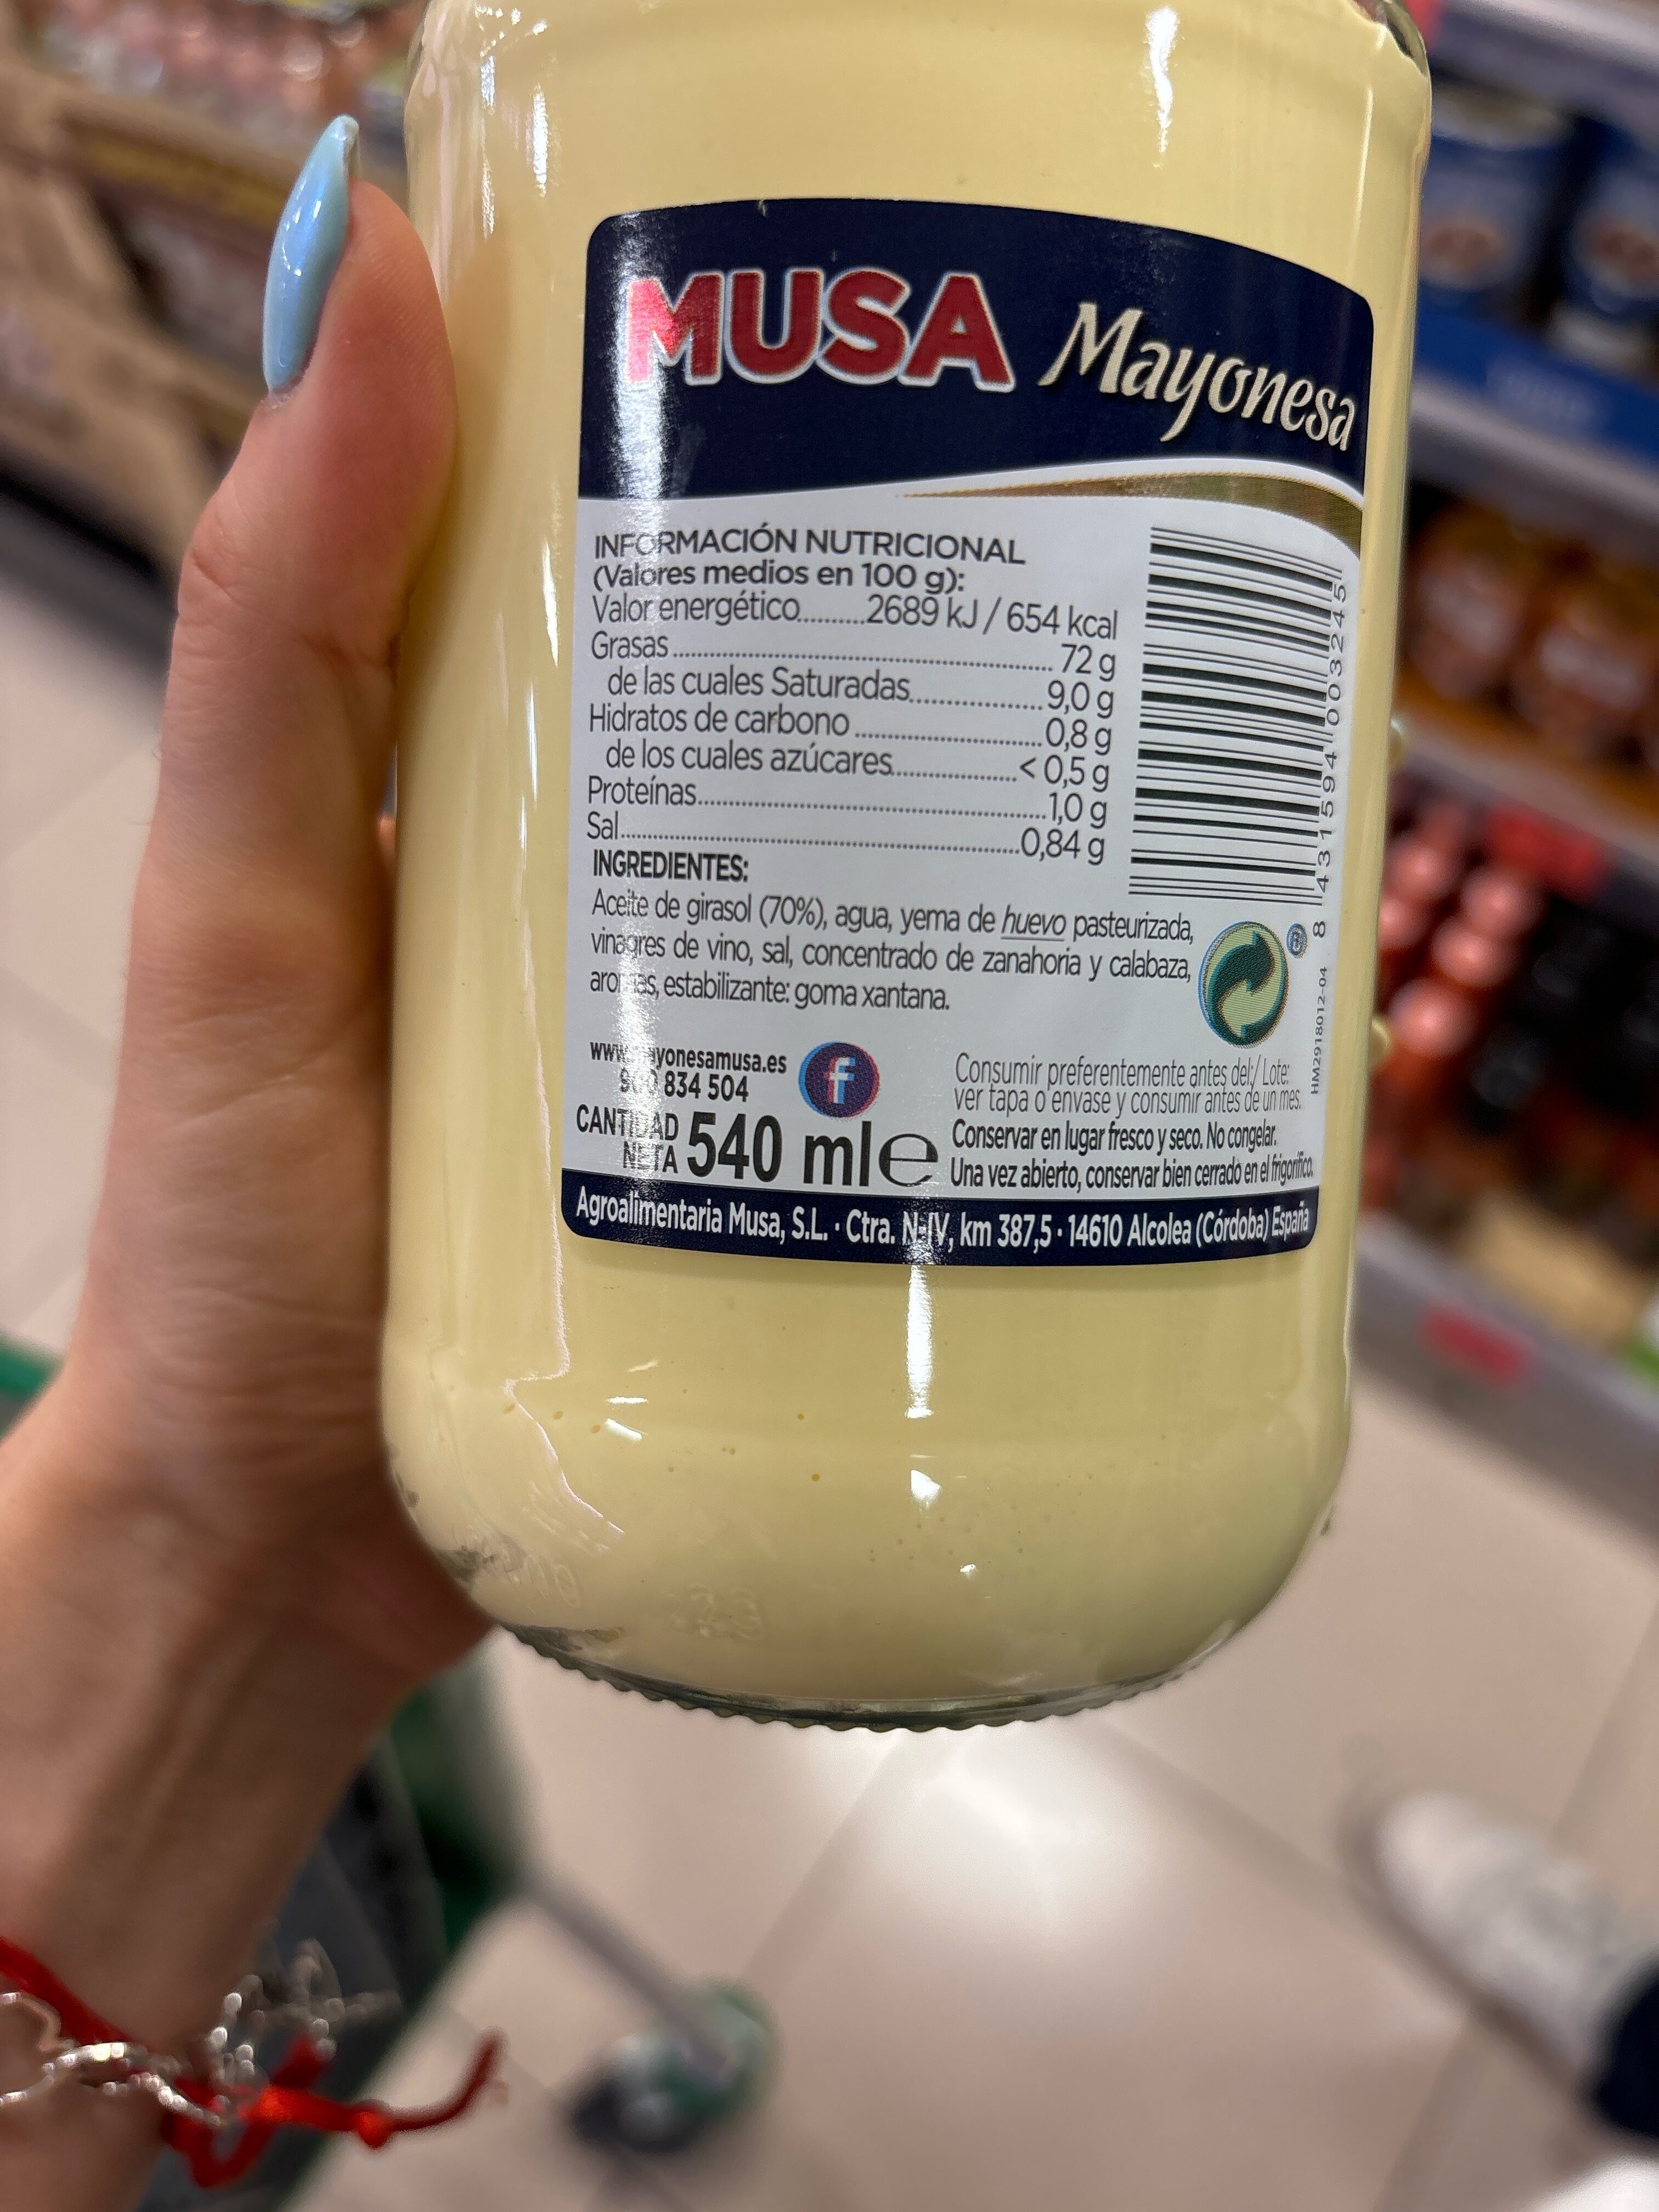 MUSA Mayonesa
INFORMACIÓN NUTRICIONAL
(Valores medios en 100 g):
Valor energético..........2689 kJ / 654 kcal
Grasas.......................................................72 g
de las cuales Saturadas....................9,0 g
Hidratos de carbono............................0,8 g
de los cuales azúcares...................< 0,5 g
Proteínas....................................................1,0 g
Sal............................................................0,84 g
INGREDIENTES:
Aceite de girasol (70%), agua, yema de huevo pasteurizada,
vinagres de vino, sal, concentrado de zanahoria y calabaza,
aromas, estabilizante: goma xantana.
8 431594 003245
®
HM2918012-04
www.mayonesamusa.es
834 504
f
Consumir preferentemente antes del:/ Lote:
ver tapa o envase y consumir antes de un mes.
Conservar en lugar fresco y seco. No congelar.
Una vez abierto, conservar bien cerrado en el frigorífico.
CANTIDAD
NETA 540 ml e
Agroalimentaria Musa, S.L. · Ctra. N-IV, km 387,5 · 14610 Alcolea (Córdoba) España